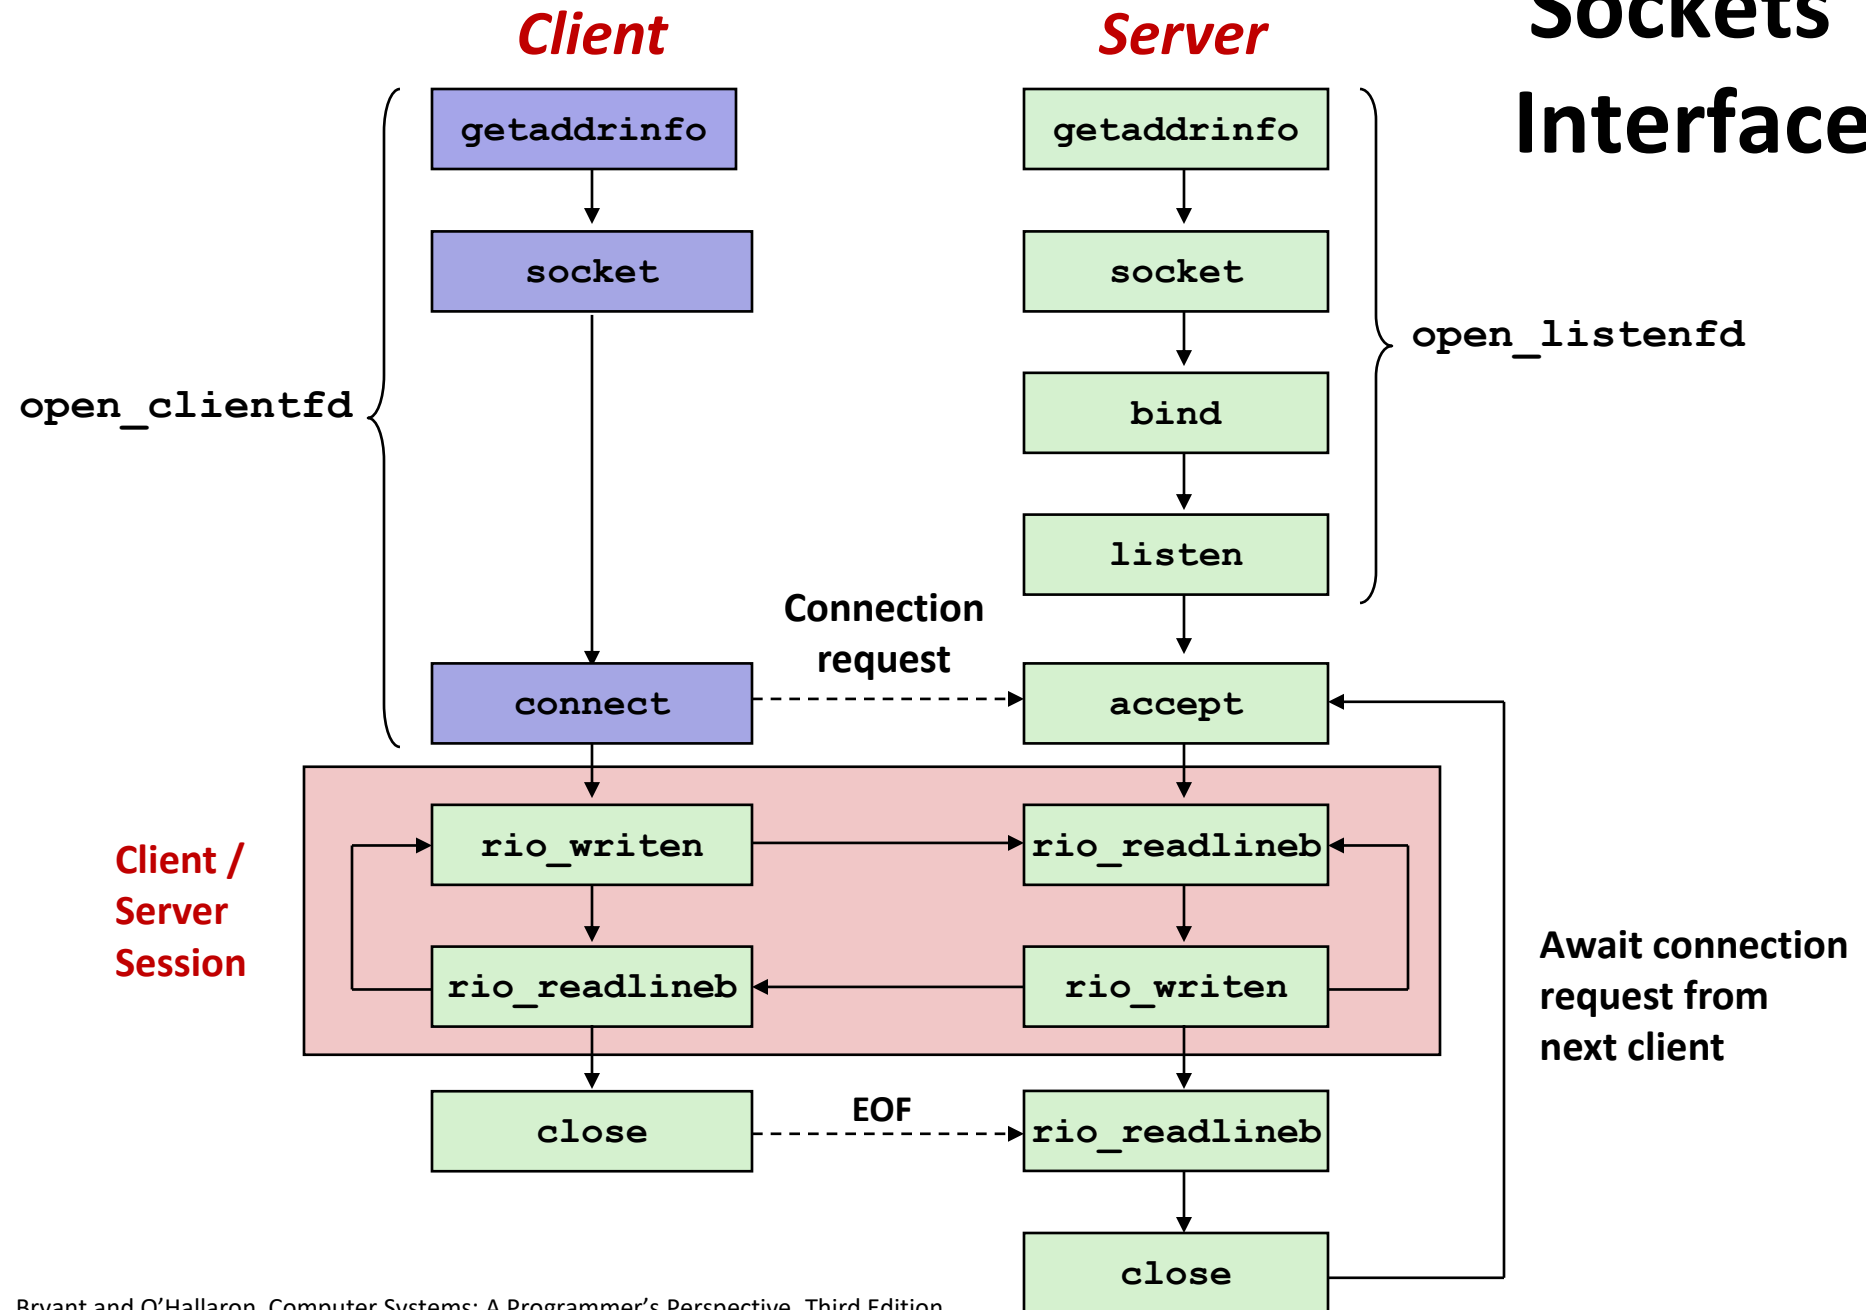 Sockets
Interface
Client
Server
getaddrinfo
getaddrinfo
socket
socket
open_listenfd
open_clientfd
bind
listen
Connection
request
connect
accept
Client /
Server
Session
rio_writen
rio_readlineb
rio_readlineb
rio_writen
Await connection
request from
next client
close
EOF
rio_readlineb
close
Bryant and O'Hallaron, Computer Systems: A Programmer's Perspective, Third Edition